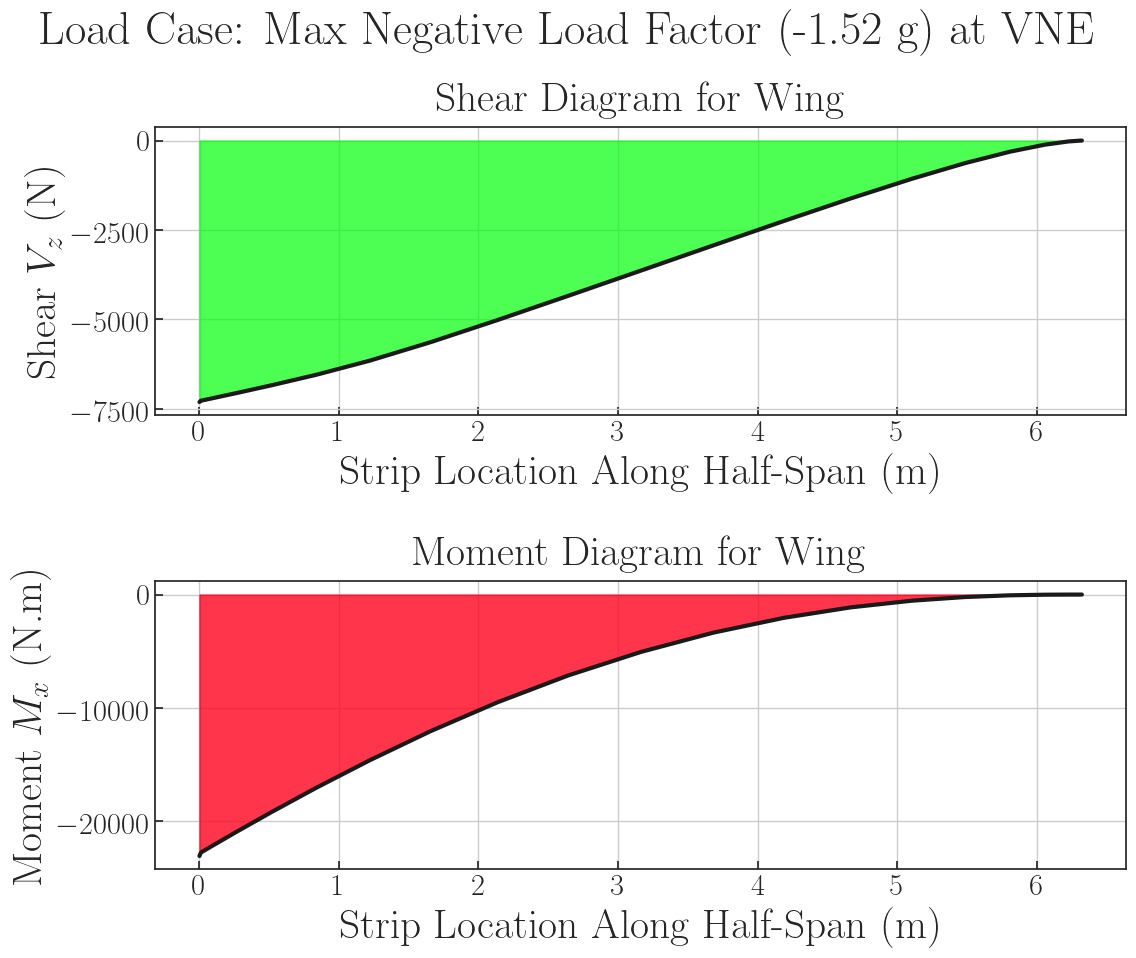 Load Case: Max Negative Load Factor (-1.52 g) at VNE
Shear Diagram for Wing
Shear V_z (N)
0
−2500
−5000
−7500
0 1 2 3 4 5 6
Strip Location Along Half-Span (m)
Moment Diagram for Wing
Moment M_x (N.m)
0
−10000
−20000
0 1 2 3 4 5 6
Strip Location Along Half-Span (m)